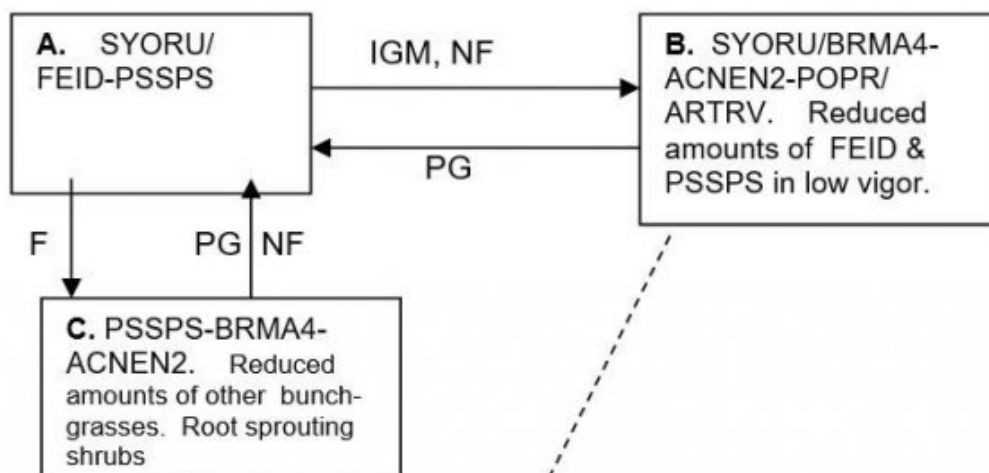 A. SYORU/
FEID-PSSPS
IGM, NF
PG
B. SYORU/BRMA4-
ACNEN2-POPR/
ARTRV. Reduced
amounts of FEID &
PSSPS in low vigor.
F
PG NF
C. PSSPS-BRMA4-
ACNEN2. Reduced
amounts of other bunch-
grasses. Root sprouting
shrubs